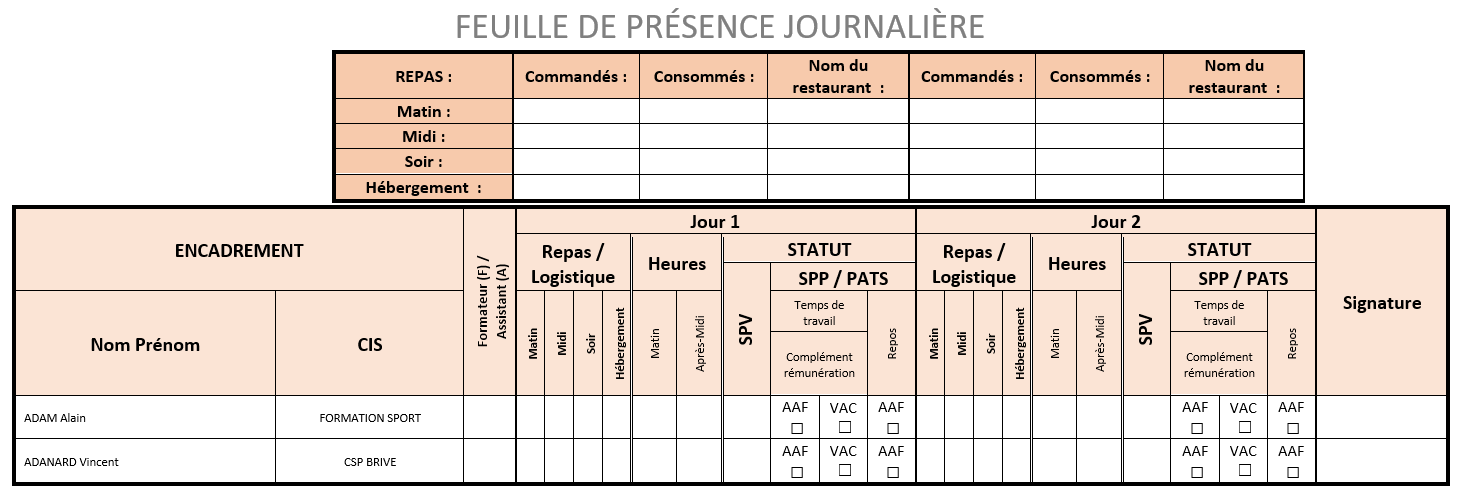 FEUILLE DE PRÉSENCE JOURNALIÈRE
REPAS : Commandés : Consommés : Nom du restaurant : Commandés : Consommés : Nom du restaurant :
Matin :
Midi :
Soir :
Hébergement :
ENCADREMENT
Formateur (F) /
Assistant (A)
Jour 1
Jour 2
Signature
Repas /
Logistique
Heures
STATUT
SPP / PATS
Repas /
Logistique
Heures
STATUT
SPP / PATS
Nom Prénom
CIS
Matin
Midi
Soir
Hébergement
Matin
Après-Midi
SPV
Temps de
travail
Complément
rémunération
Repos
Matin
Midi
Soir
Hébergement
Matin
Après-Midi
SPV
Temps de
travail
Complément
rémunération
Repos
ADAM Alain FORMATION SPORT AAF ☐ VAC ☐ AAF ☐ AAF ☐ VAC ☐ AAF ☐
ADANARD Vincent CSP BRIVE AAF ☐ VAC ☐ AAF ☐ AAF ☐ VAC ☐ AAF ☐